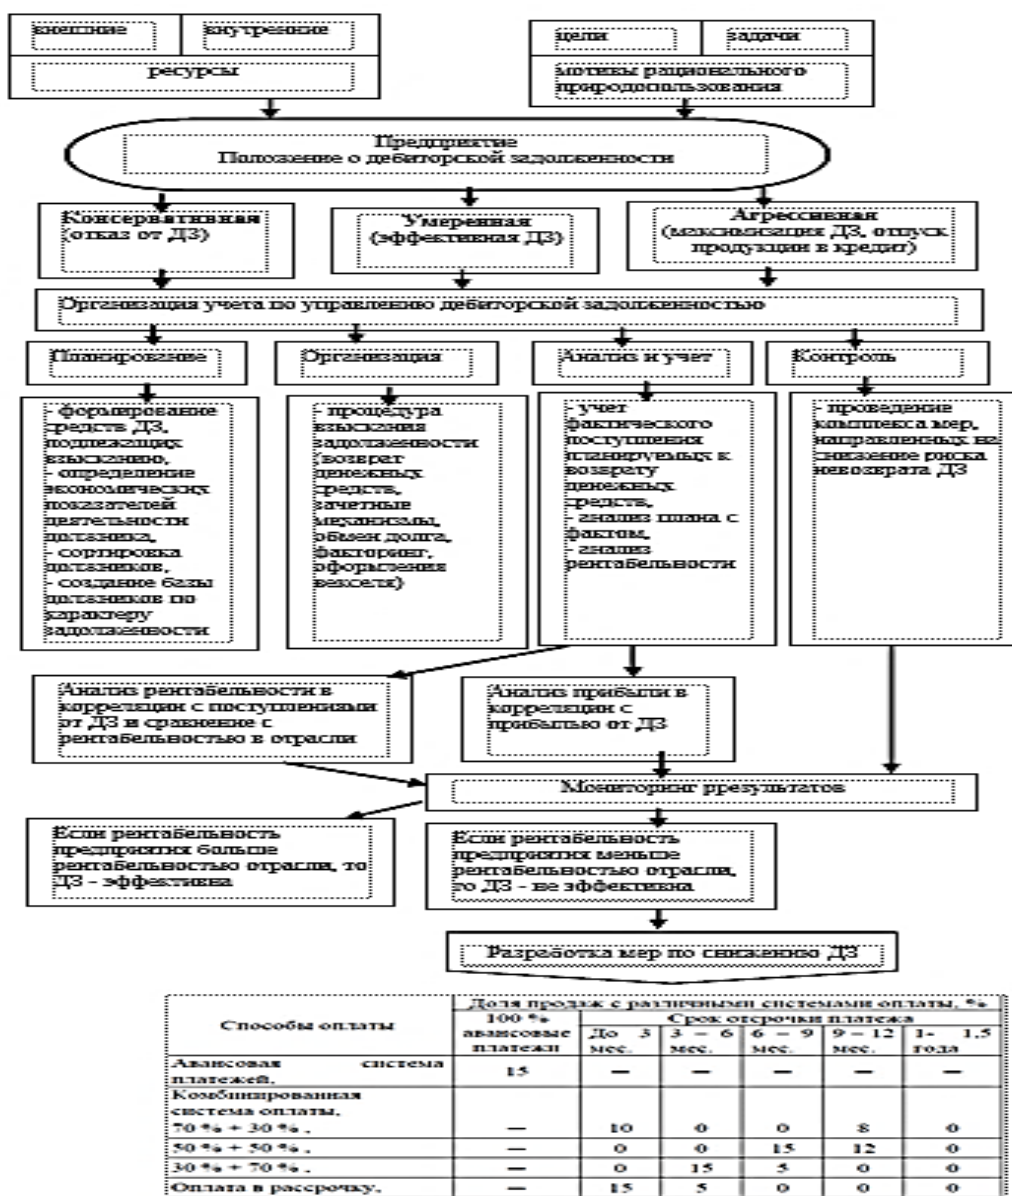 внешние внутренние
ресурсы
цели задачи
мотивы рационального
природопользования
Предприятие
Положение о дебиторской задолженности
Консервативная
(отказ от ДЗ)
Умеренная
(эффективная ДЗ)
Агрессивная
(максимизация ДЗ, отпуск
продукции в кредит)
Организация учета по управлению дебиторской задолженностью
Планирование
Организация
Анализ и учет
Контроль
- формирование
средств ДЗ,
подлежащих
взысканию,
- определение
экономических
показателей
деятельности
должника,
- сортировка
должников,
- создание базы
должников по
характеру
задолженности
- процедура
взыскания
задолженности
(возврат
денежных
средств,
зачетные
механизмы,
обмен долга,
факторинг,
оформления
векселя)
- учет
фактического
поступления
планируемых к
возврату
денежных
средств,
- анализ плана с
фактом,
- анализ
рентабельности
- проведение
комплекса мер,
направленных на
снижение риска
невозврата ДЗ
Анализ рентабельности в
корреляции с поступлениями
от ДЗ и сравнение с
рентабельностью в отрасли
Анализ прибыли в
корреляции с
прибылью от ДЗ
Мониторинг ррезультатов
Если рентабельность
предприятия больше
рентабельностью отрасли, то
ДЗ - эффективна
Если рентабельность
предприятия меньше
рентабельностью отрасли,
то ДЗ - не эффективна
Разработка мер по снижению ДЗ
Способы оплаты
Доля продаж с различными системами оплаты, %
100 %
авансовые
платежи
Срок отсрочки платежа
До 3
мес.
3 – 6
мес.
6 – 9
мес.
9 – 12
мес.
1- 1,5
года
Авансовая система
платежей, 15 — — — — —
Комбинированная
система оплаты,
70 % + 30 % , — 10 0 0 8 0
50 % + 50 % , — 0 0 15 12 0
30 % + 70 % , — 0 15 5 0 0
Оплата в рассрочку, — 15 5 0 0 0